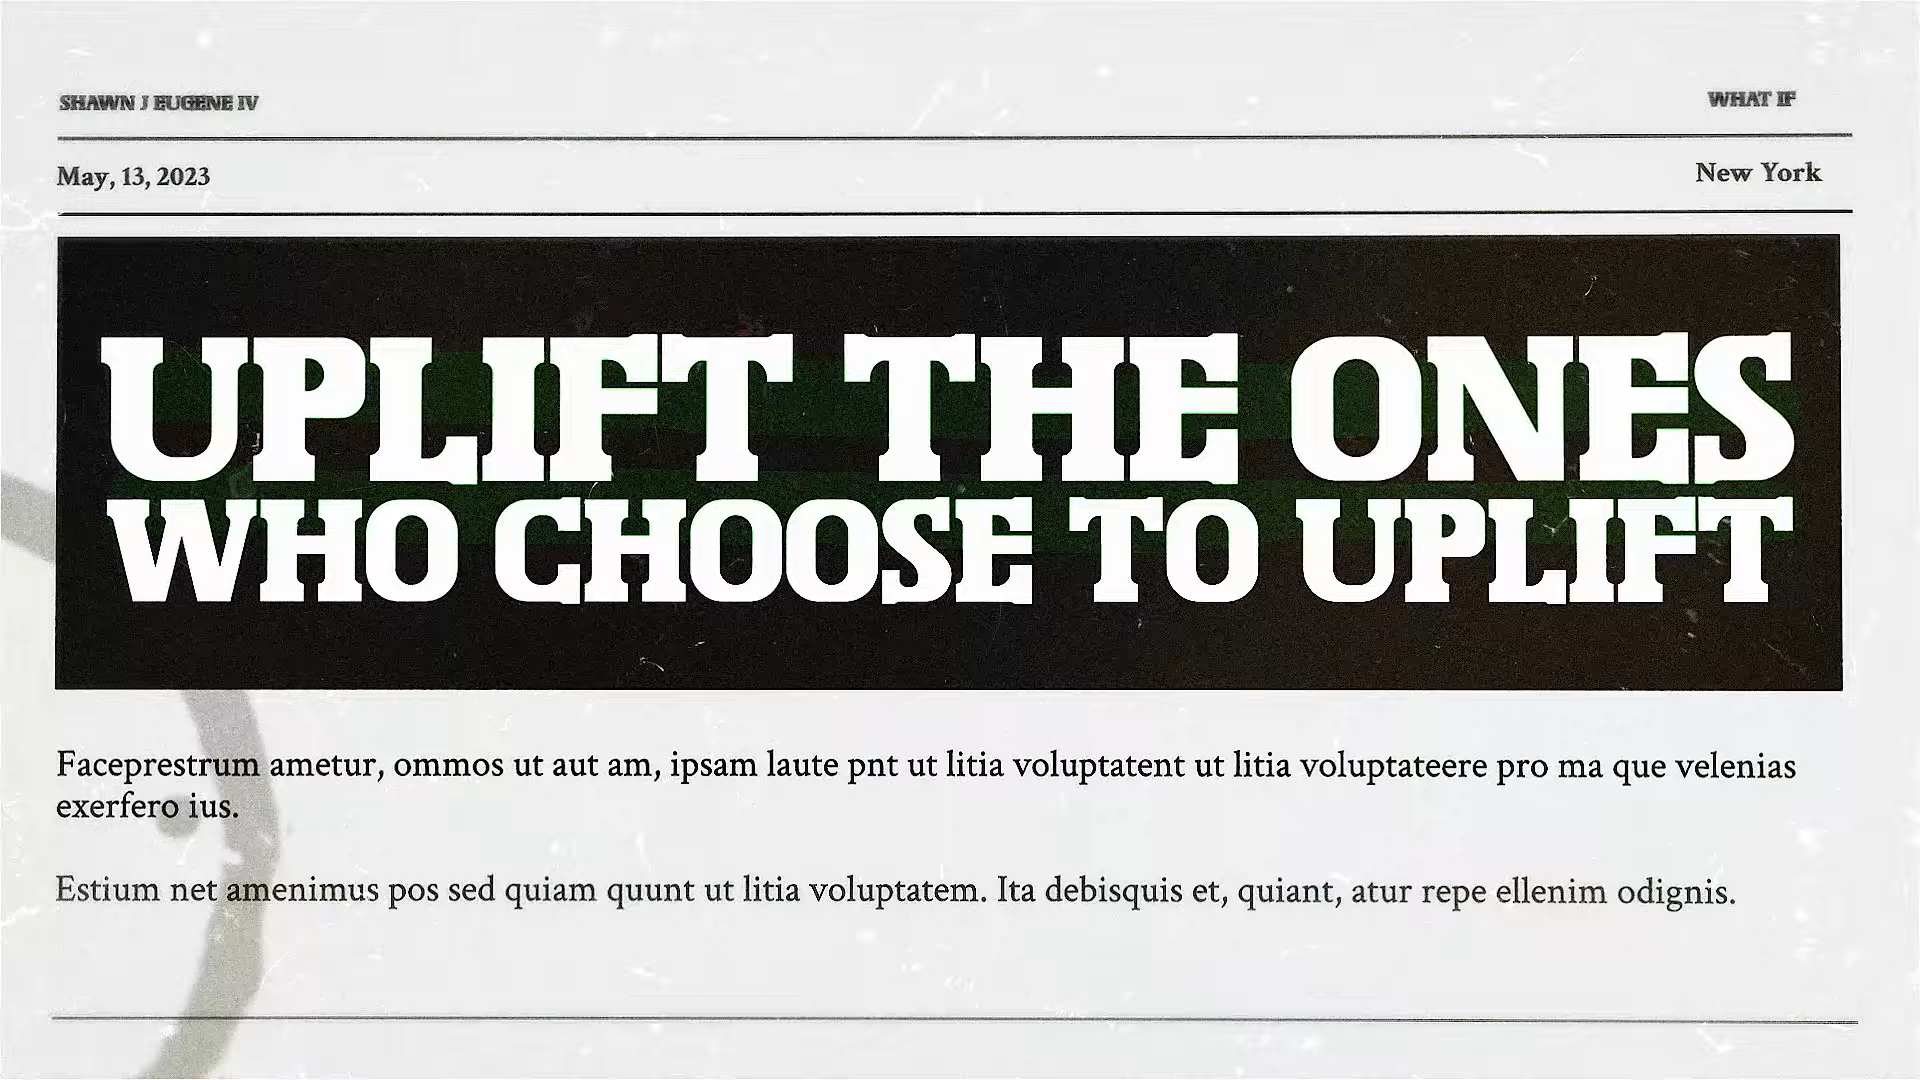 SHAWN J EUGENE IV
WHAT IF
May, 13, 2023
New York
UPLIFT THE ONES
WHO CHOOSE TO UPLIFT
Faceprestrum ametur, ommos ut aut am, ipsam laute pnt ut litia voluptatent ut litia voluptateere pro ma que velenias
exerfero ius.
Estium net amenimus pos sed quiam quunt ut litia voluptatem. Ita debisquis et, quiant, atur repe ellenim odignis.